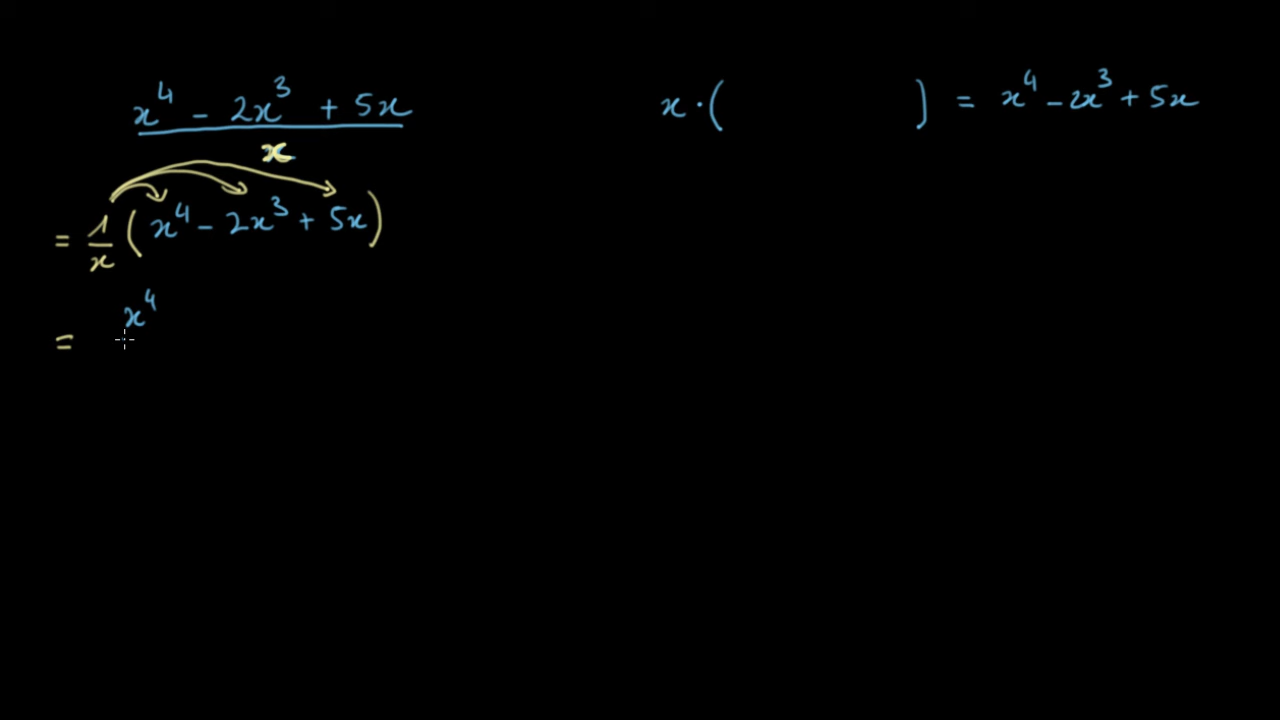 x⁴ - 2x³ + 5x
x
= 1/x ( x⁴ - 2x³ + 5x )
= x⁴
x · (          ) = x⁴ - 2x³ + 5x